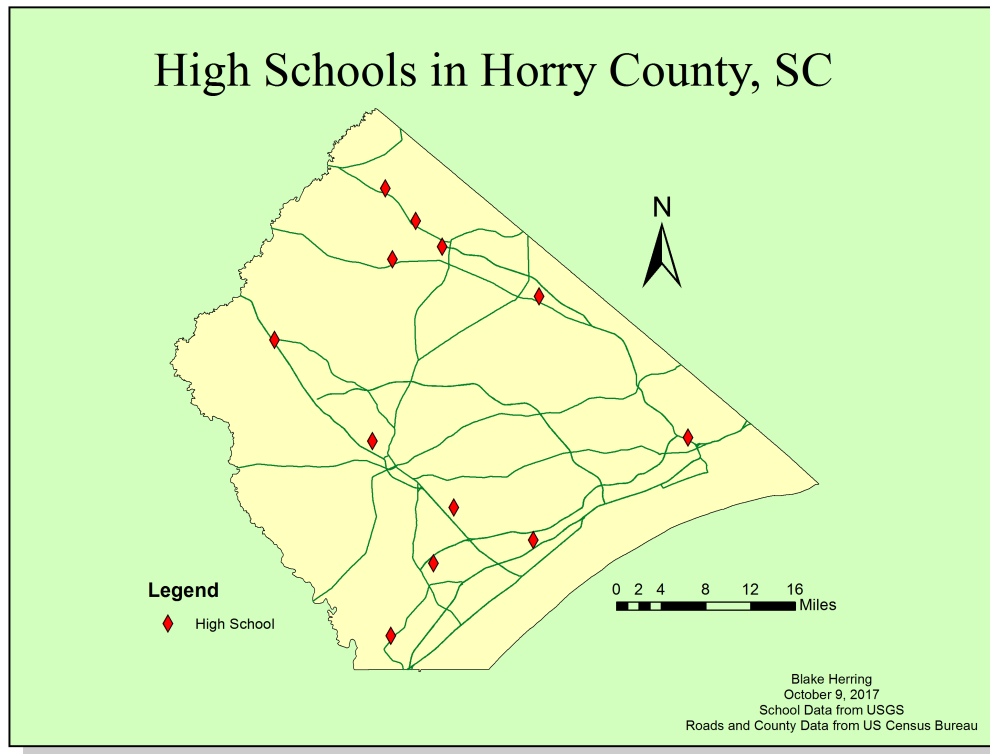 High Schools in Horry County, SC
N
Legend
High School
0 2 4 8 12 16
Miles
Blake Herring
October 9, 2017
School Data from USGS
Roads and County Data from US Census Bureau